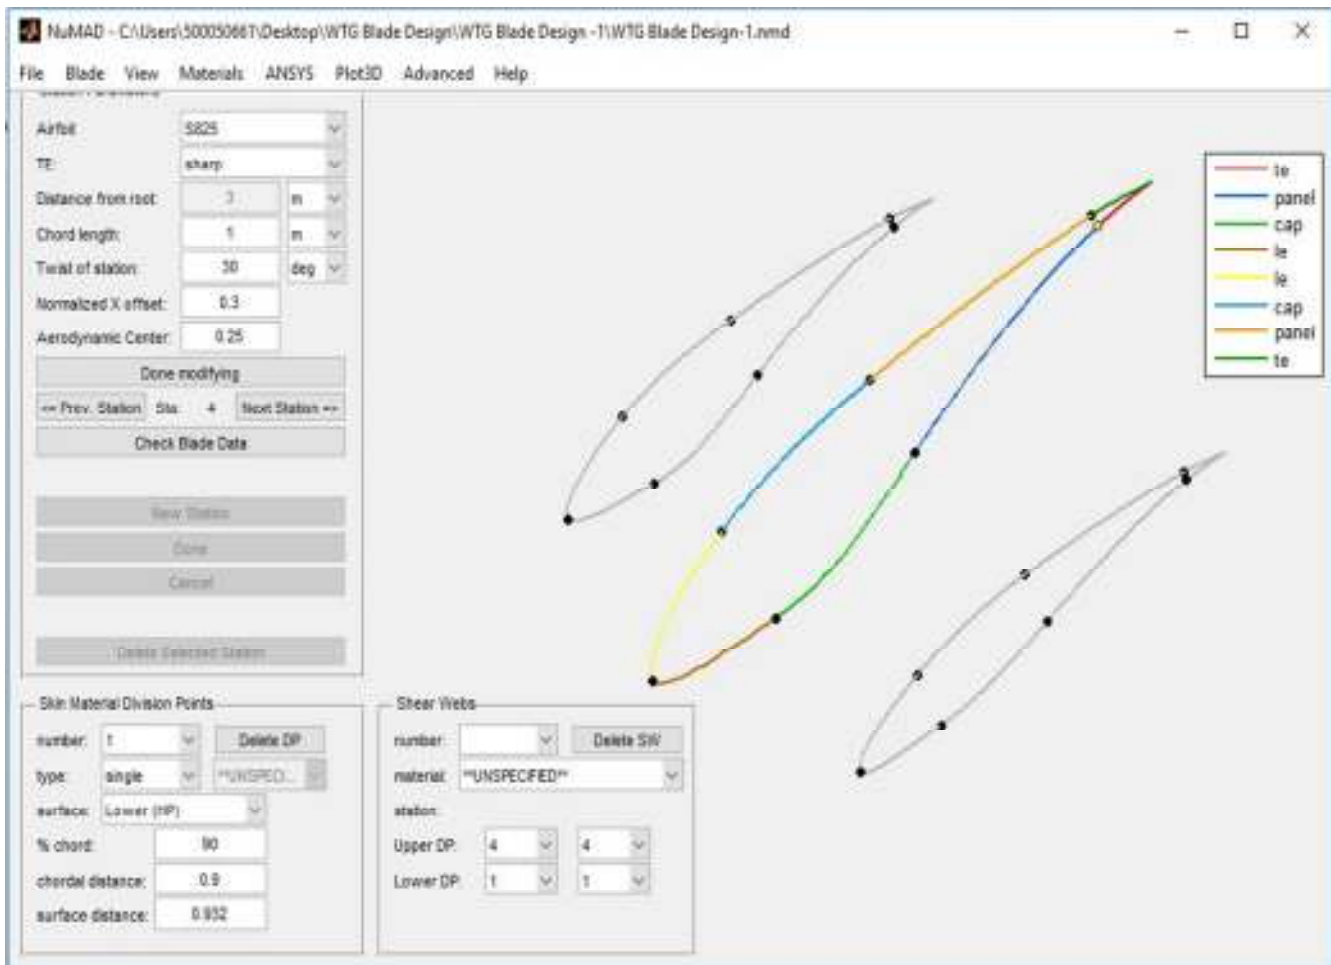 NuMAD - C:\Users\500050661\Desktop\WTG Blade Design\WTG Blade Design -1\WTG Blade Design-1.nmd
File Blade View Materials ANSYS Plot3D Advanced Help
Station Parameters
Airfoil: S825
TE: sharp
Distance from root: 3 m
Chord length: 1 m
Twist of station: 30 deg
Normalized X offset: 0.3
Aerodynamic Center: 0.25
Done modifying
<< Prev. Station Sta: 4 Next Station >>
Check Blade Data
New Station
Done
Cancel
Delete Selected Station
Skin Material Division Points
number: 1 Delete DP
type: single **UNSPECI...
surface: Lower (HP)
% chord: 90
chordal distance: 0.9
surface distance: 0.932
Shear Webs
number: Delete SW
material: **UNSPECIFIED**
station:
Upper DP: 4 4
Lower DP: 1 1
te
panel
cap
le
le
cap
panel
te